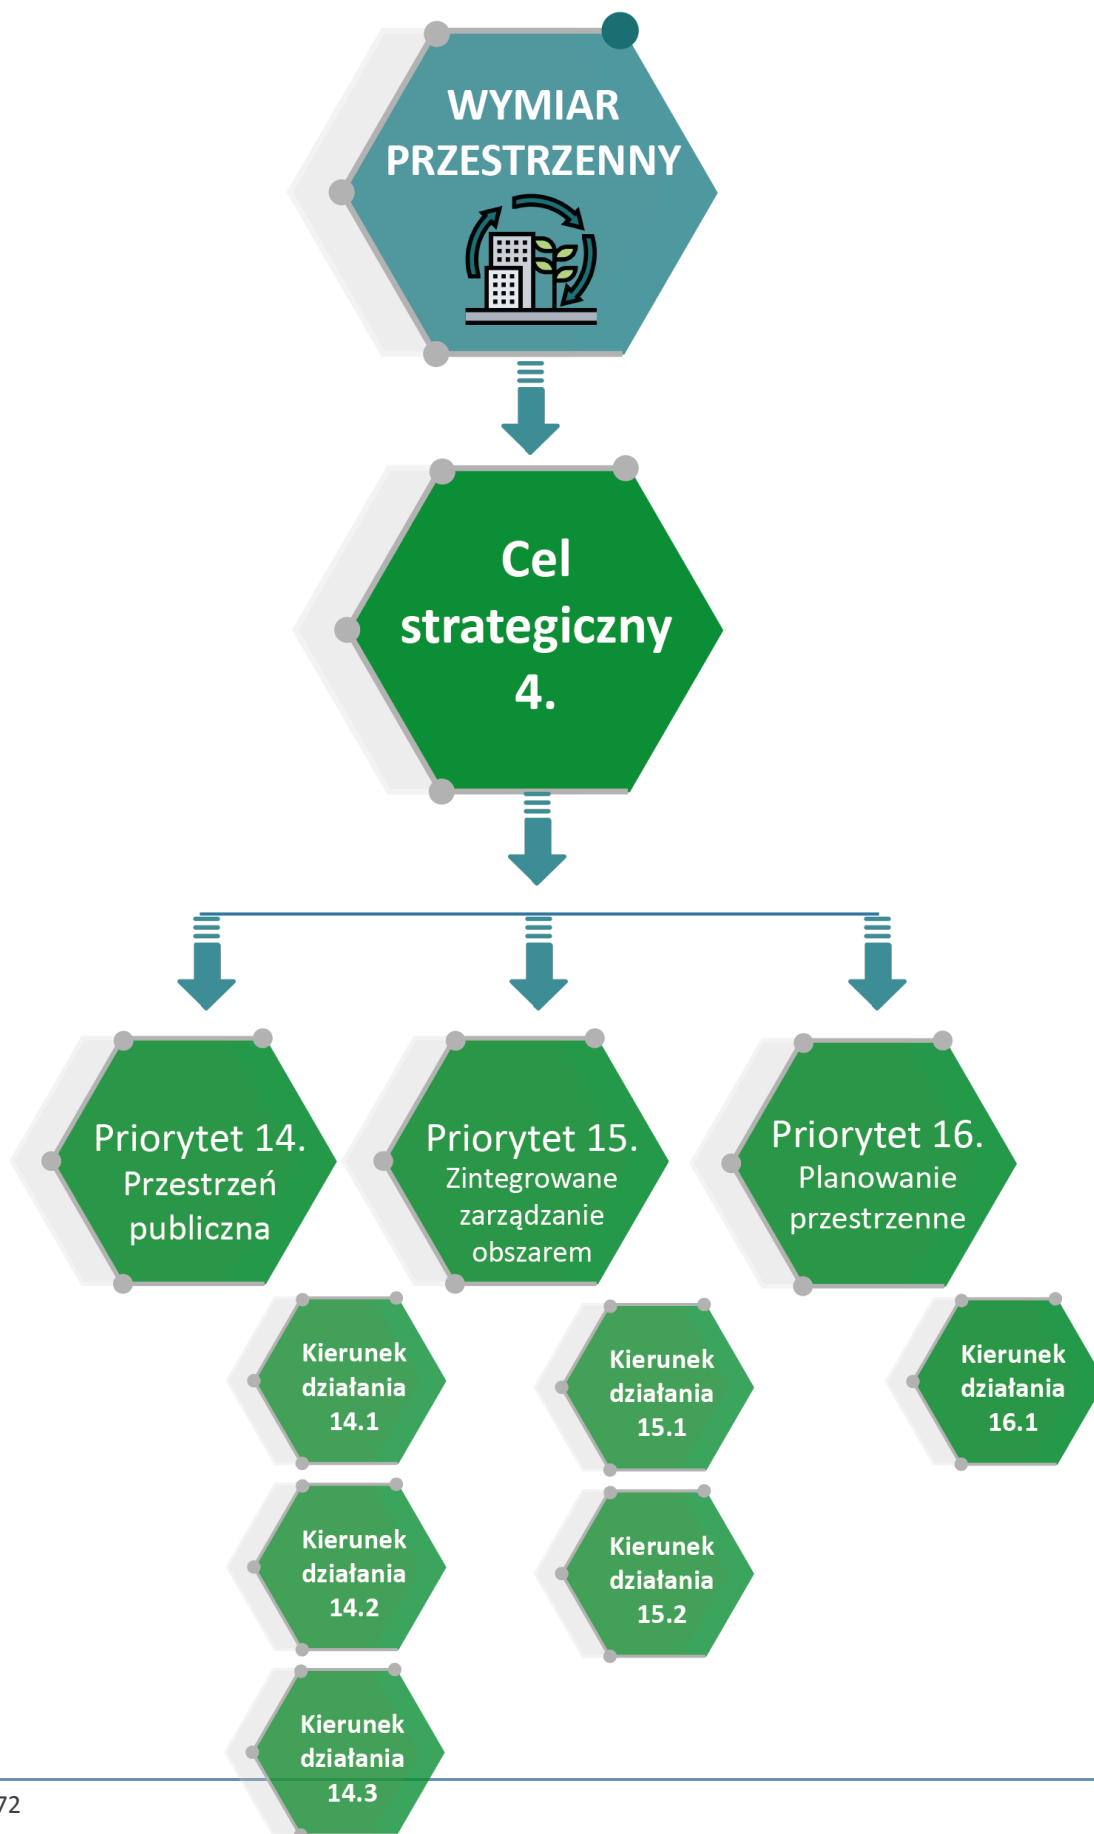 WYMIAR
PRZESTRZENNY
Cel
strategiczny
4.
Priorytet 14.
Przestrzeń
publiczna
Priorytet 15.
Zintegrowane
zarządzanie
obszarem
Priorytet 16.
Planowanie
przestrzenne
Kierunek
działania
14.1
Kierunek
działania
15.1
Kierunek
działania
16.1
Kierunek
działania
14.2
Kierunek
działania
15.2
Kierunek
działania
14.3
72